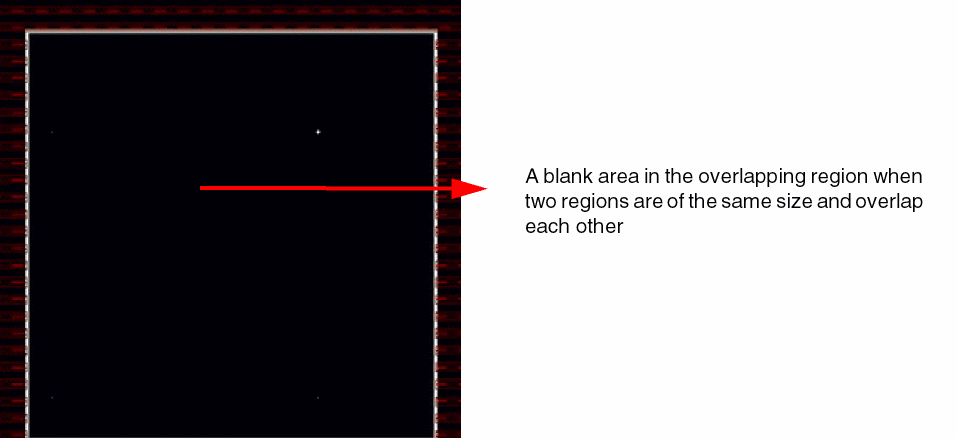 A blank area in the overlapping region when
two regions are of the same size and overlap
each other